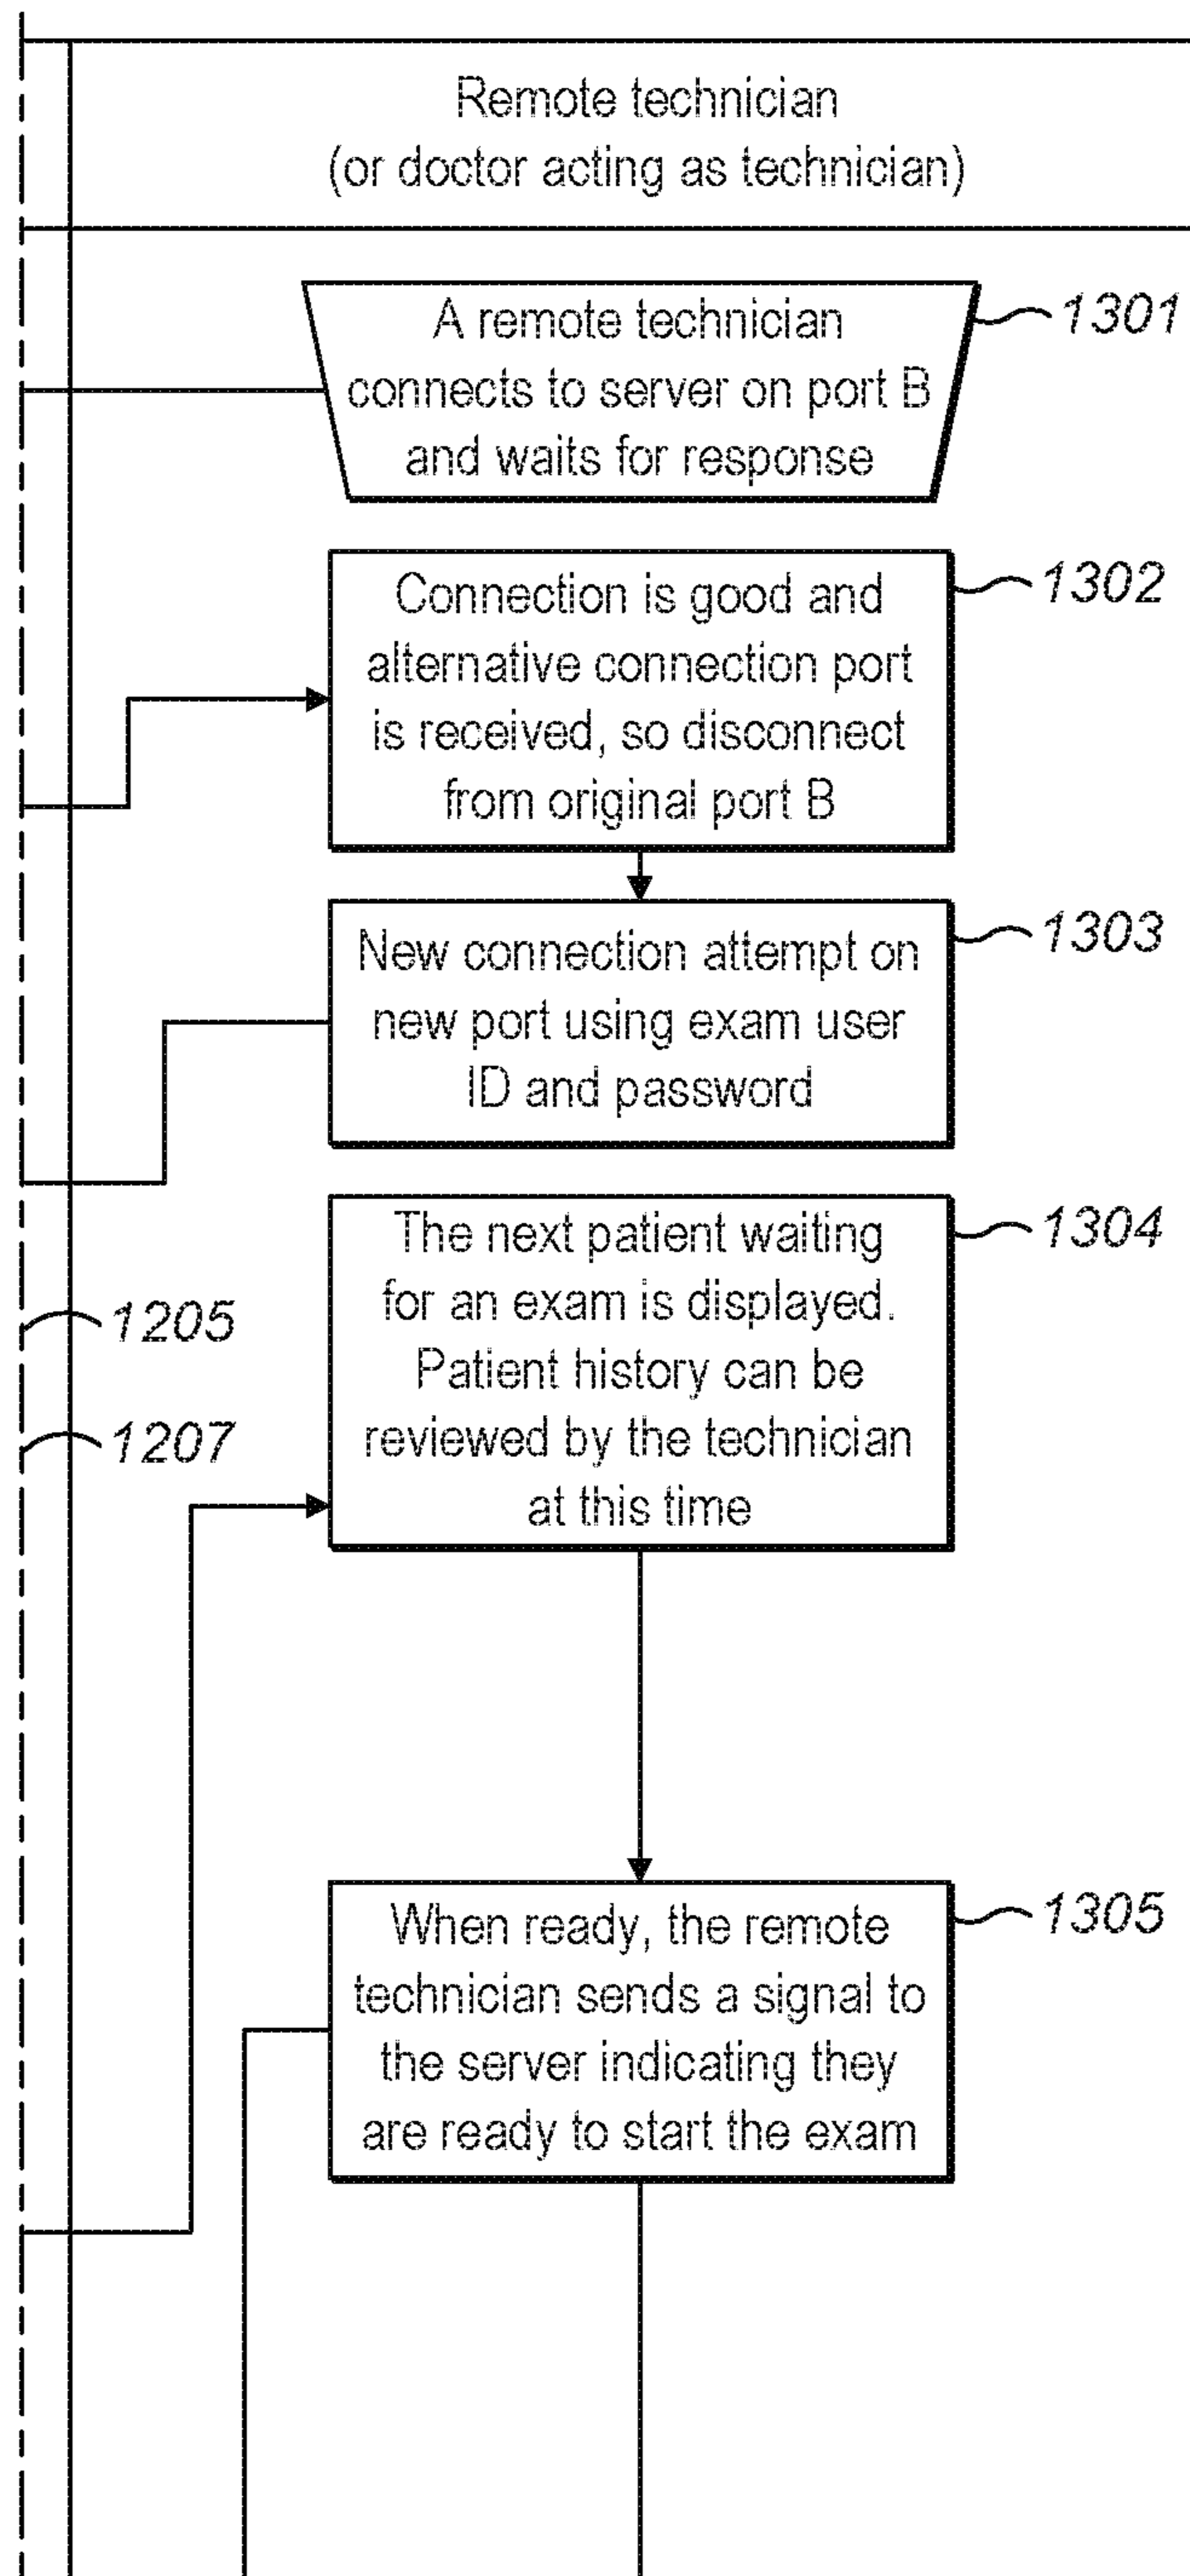 Remote technician
(or doctor acting as technician)
A remote technician
connects to server on port B
and waits for response
1301
Connection is good and
alternative connection port
is received, so disconnect
from original port B
1302
New connection attempt on
new port using exam user
ID and password
1303
The next patient waiting
for an exam is displayed.
Patient history can be
reviewed by the technician
at this time
1304
1205
1207
When ready, the remote
technician sends a signal to
the server indicating they
are ready to start the exam
1305